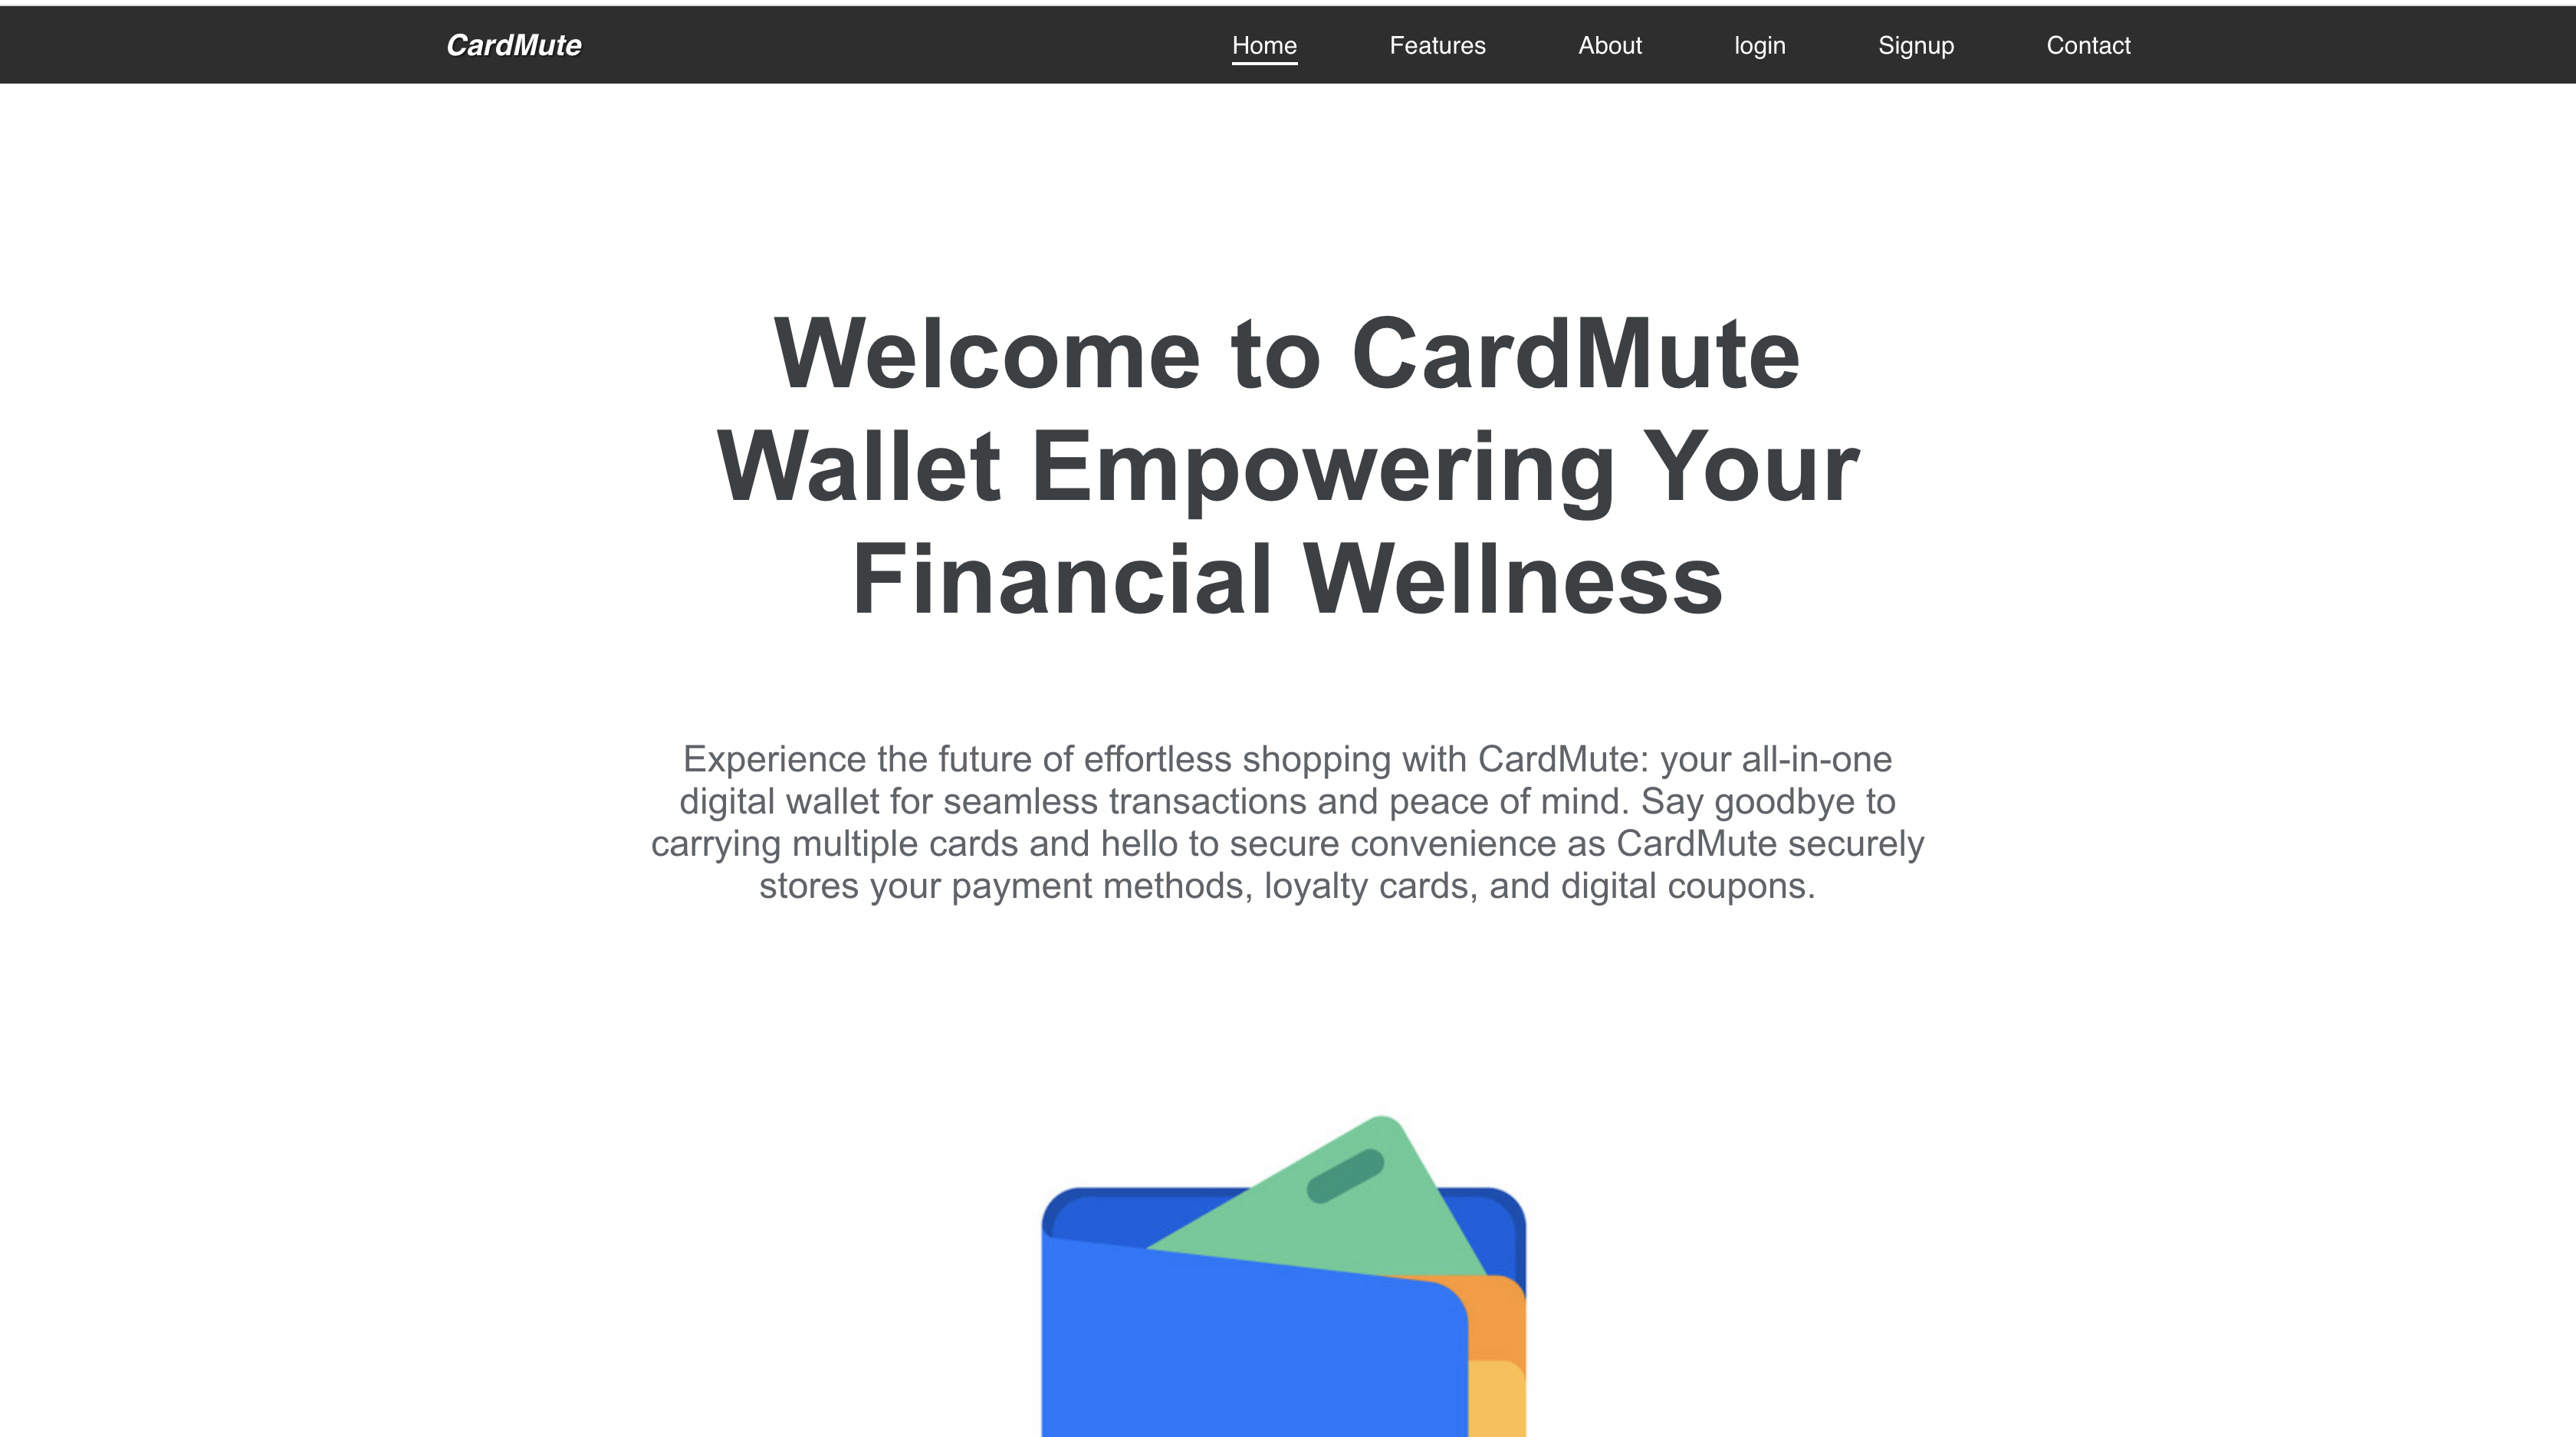 CardMute
Home Features About login Signup Contact
Welcome to CardMute
Wallet Empowering Your
Financial Wellness
Experience the future of effortless shopping with CardMute: your all-in-one
digital wallet for seamless transactions and peace of mind. Say goodbye to
carrying multiple cards and hello to secure convenience as CardMute securely
stores your payment methods, loyalty cards, and digital coupons.